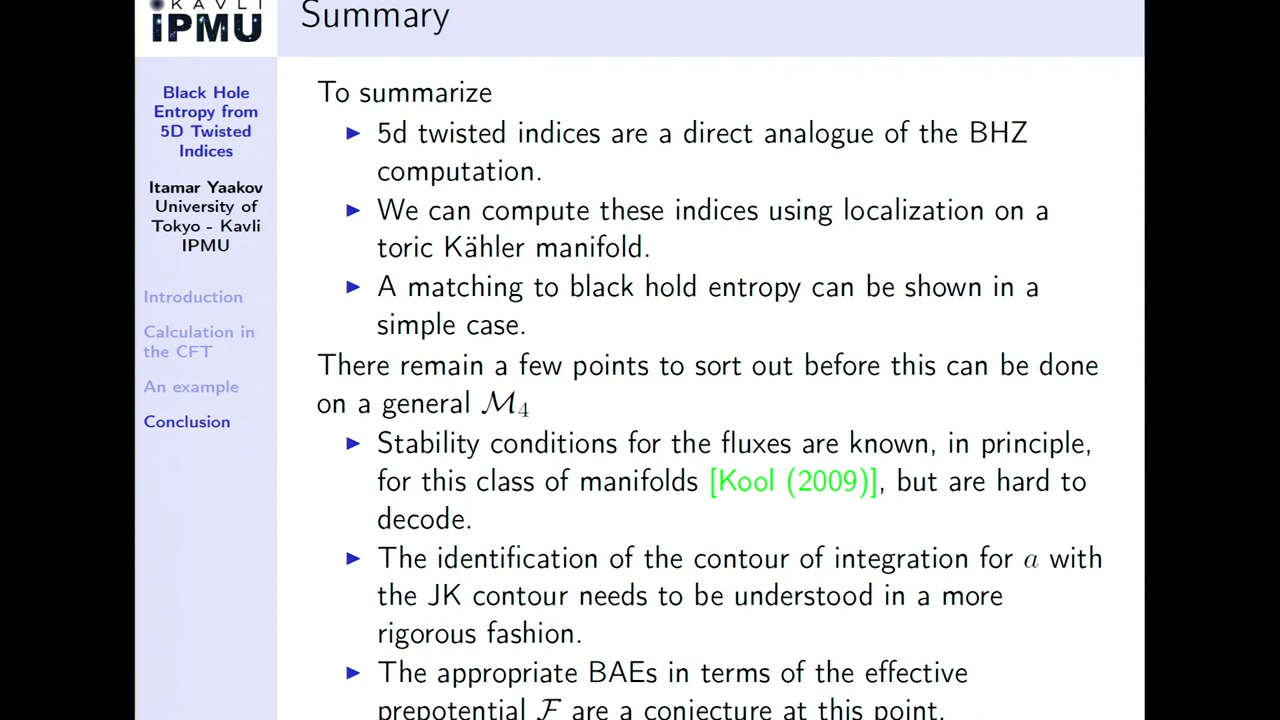 KAVLI
IPMU
Summary
Black Hole
Entropy from
5D Twisted
Indices
Itamar Yaakov
University of
Tokyo - Kavli
IPMU
Introduction
Calculation in
the CFT
An example
Conclusion
To summarize
▶ 5d twisted indices are a direct analogue of the BHZ
computation.
▶ We can compute these indices using localization on a
toric Kähler manifold.
▶ A matching to black hold entropy can be shown in a
simple case.
There remain a few points to sort out before this can be done
on a general ℳ₄
▶ Stability conditions for the fluxes are known, in principle,
for this class of manifolds [Kool (2009)], but are hard to
decode.
▶ The identification of the contour of integration for a with
the JK contour needs to be understood in a more
rigorous fashion.
▶ The appropriate BAEs in terms of the effective
prepotential ℱ are a conjecture at this point.